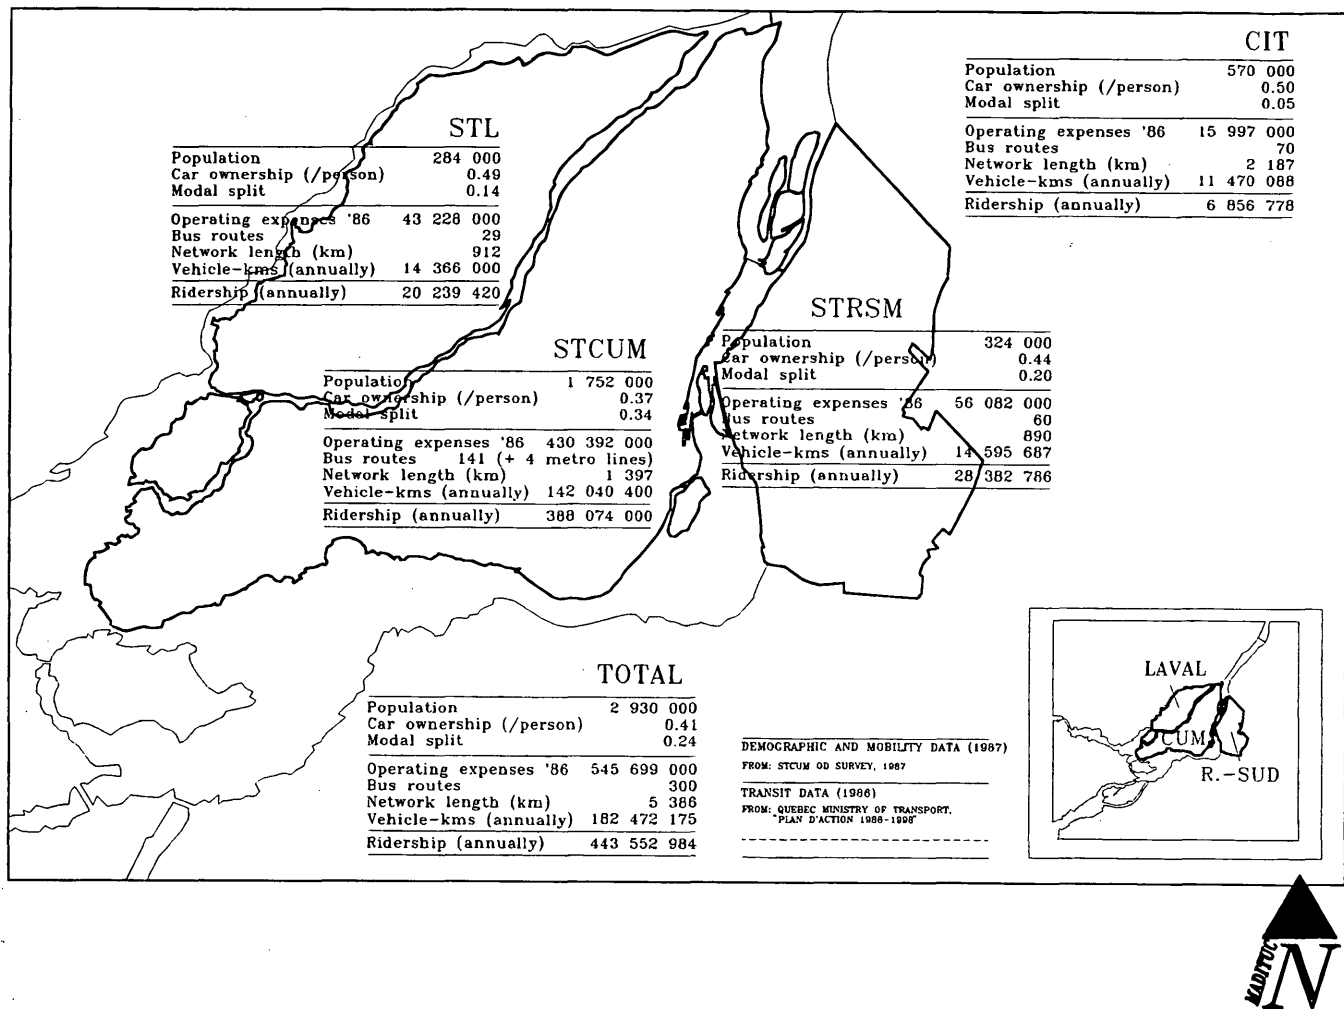 CIT
Population 570 000
Car ownership (/person) 0.50
Modal split 0.05
Operating expenses '86 15 997 000
Bus routes 70
Network length (km) 2 187
Vehicle-kms (annually) 11 470 088
Ridership (annually) 6 856 778
STL
Population 284 000
Car ownership (/person) 0.49
Modal split 0.14
Operating expenses '86 43 228 000
Bus routes 29
Network length (km) 912
Vehicle-kms (annually) 14 366 000
Ridership (annually) 20 239 420
STRSM
Population 324 000
Car ownership (/person) 0.44
Modal split 0.20
Operating expenses '86 56 082 000
Bus routes 60
Network length (km) 890
Vehicle-kms (annually) 14 595 687
Ridership (annually) 28 382 786
STCUM
Population 1 752 000
Car ownership (/person) 0.37
Modal split 0.34
Operating expenses '86 430 392 000
Bus routes 141 (+ 4 metro lines)
Network length (km) 1 397
Vehicle-kms (annually) 142 040 400
Ridership (annually) 388 074 000
TOTAL
Population 2 930 000
Car ownership (/person) 0.41
Modal split 0.24
Operating expenses '86 545 699 000
Bus routes 300
Network length (km) 5 386
Vehicle-kms (annually) 182 472 175
Ridership (annually) 443 552 984
DEMOGRAPHIC AND MOBILITY DATA (1987)
FROM: STCUM OD SURVEY, 1987
TRANSIT DATA (1986)
FROM: QUEBEC MINISTRY OF TRANSPORT.
"PLAN D'ACTION 1988-1998"
LAVAL
CUM
R.-SUD
MADITUC
N